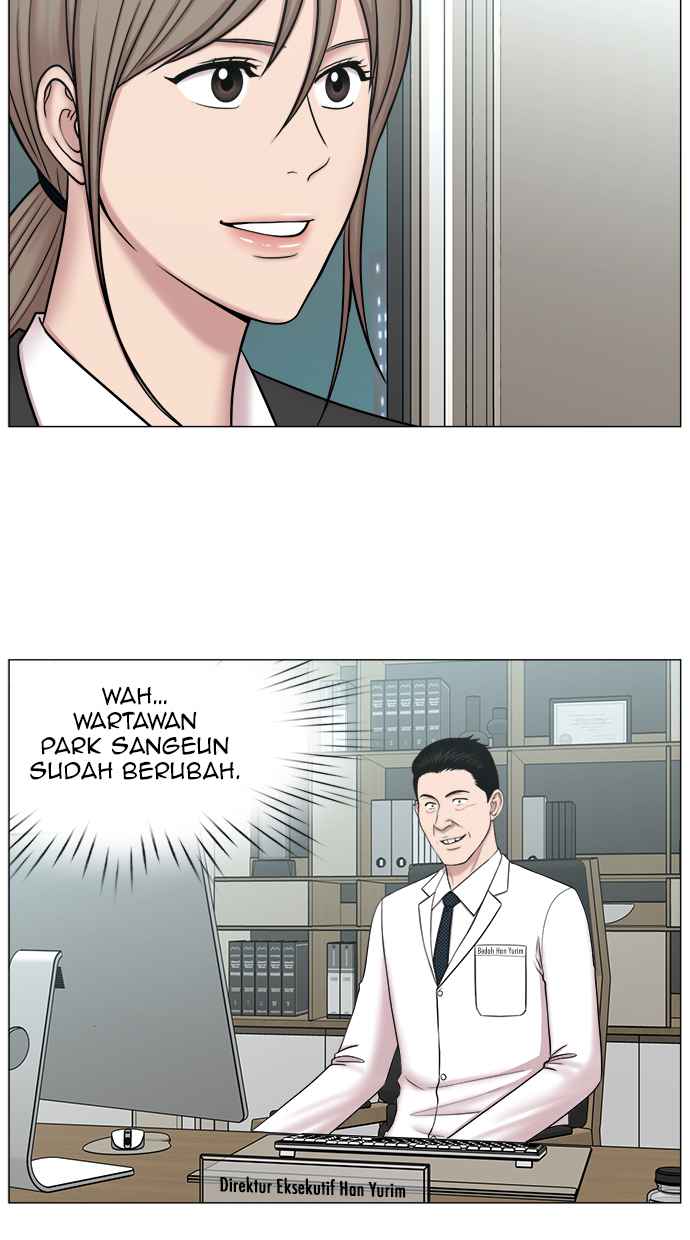 WAH...
WARTAWAN
PARK SANGEUN
SUDAH BERUBAH.
Bedah Han Yurim
Direktur Eksekutif Han Yurim